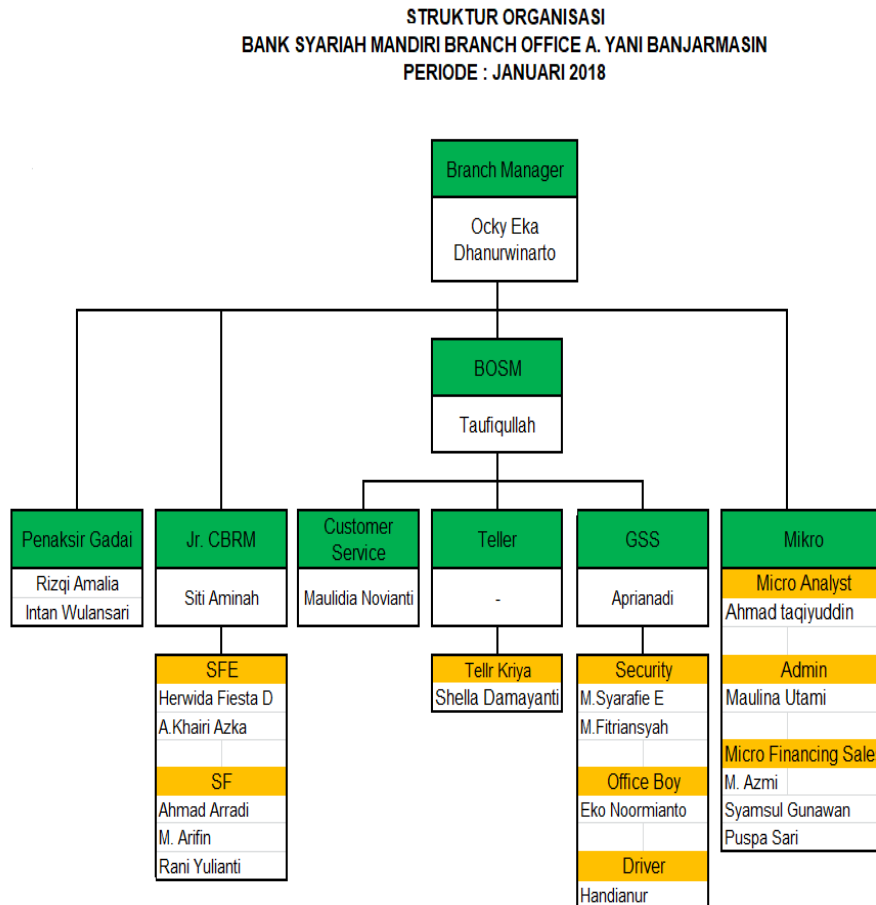 STRUKTUR ORGANISASI
BANK SYARIAH MANDIRI BRANCH OFFICE A. YANI BANJARMASIN
PERIODE : JANUARI 2018
Branch Manager
Ocky Eka
Dhanurwinarto
BOSM
Taufiqullah
Penaksir Gadai
Rizqi Amalia
Intan Wulansari
Jr. CBRM
Siti Aminah
SFE
Herwida Fiesta D
A.Khairi Azka
SF
Ahmad Arradi
M. Arifin
Rani Yulianti
Customer
Service
Maulidia Novianti
Teller
-
Tellr Kriya
Shella Damayanti
GSS
Aprianadi
Security
M.Syarafie E
M.Fitriansyah
Office Boy
Eko Noormianto
Driver
Handianur
Mikro
Micro Analyst
Ahmad taqiyuddin
Admin
Maulina Utami
Micro Financing Sale
M. Azmi
Syamsul Gunawan
Puspa Sari